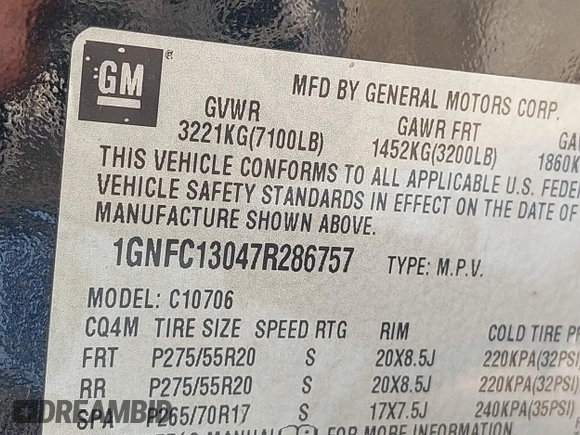 GM ®
MFD BY GENERAL MOTORS CORP.
GVWR GAWR FRT
3221KG(7100LB) 1452KG(3200LB) 1860K
THIS VEHICLE CONFORMS TO ALL APPLICABLE U.S. FEDE
VEHICLE SAFETY STANDARDS IN EFFECT ON THE DATE OF
MANUFACTURE SHOWN ABOVE.
1GNFC13047R286757 TYPE: M.P.V.
MODEL: C10706
CQ4M TIRE SIZE SPEED RTG RIM COLD TIRE PR
FRT P275/55R20 S 20X8.5J 220KPA(32PSI)
RR P275/55R20 S 20X8.5J 220KPA(32PSI)
SPA P265/70R17 S 17X7.5J 240KPA(35PSI)
FOR MORE INFORMATION
DREAMBID